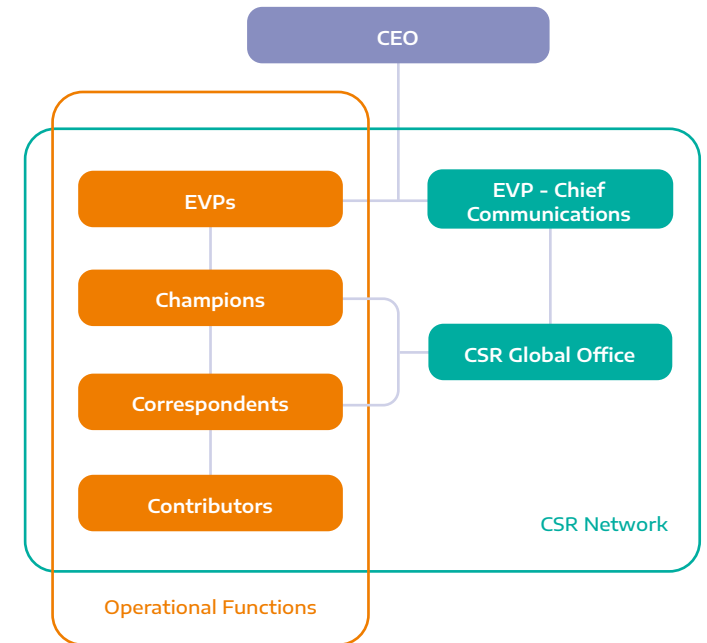 CEO
EVPs
EVP - Chief
Communications
Champions
CSR Global Office
Correspondents
Contributors
CSR Network
Operational Functions